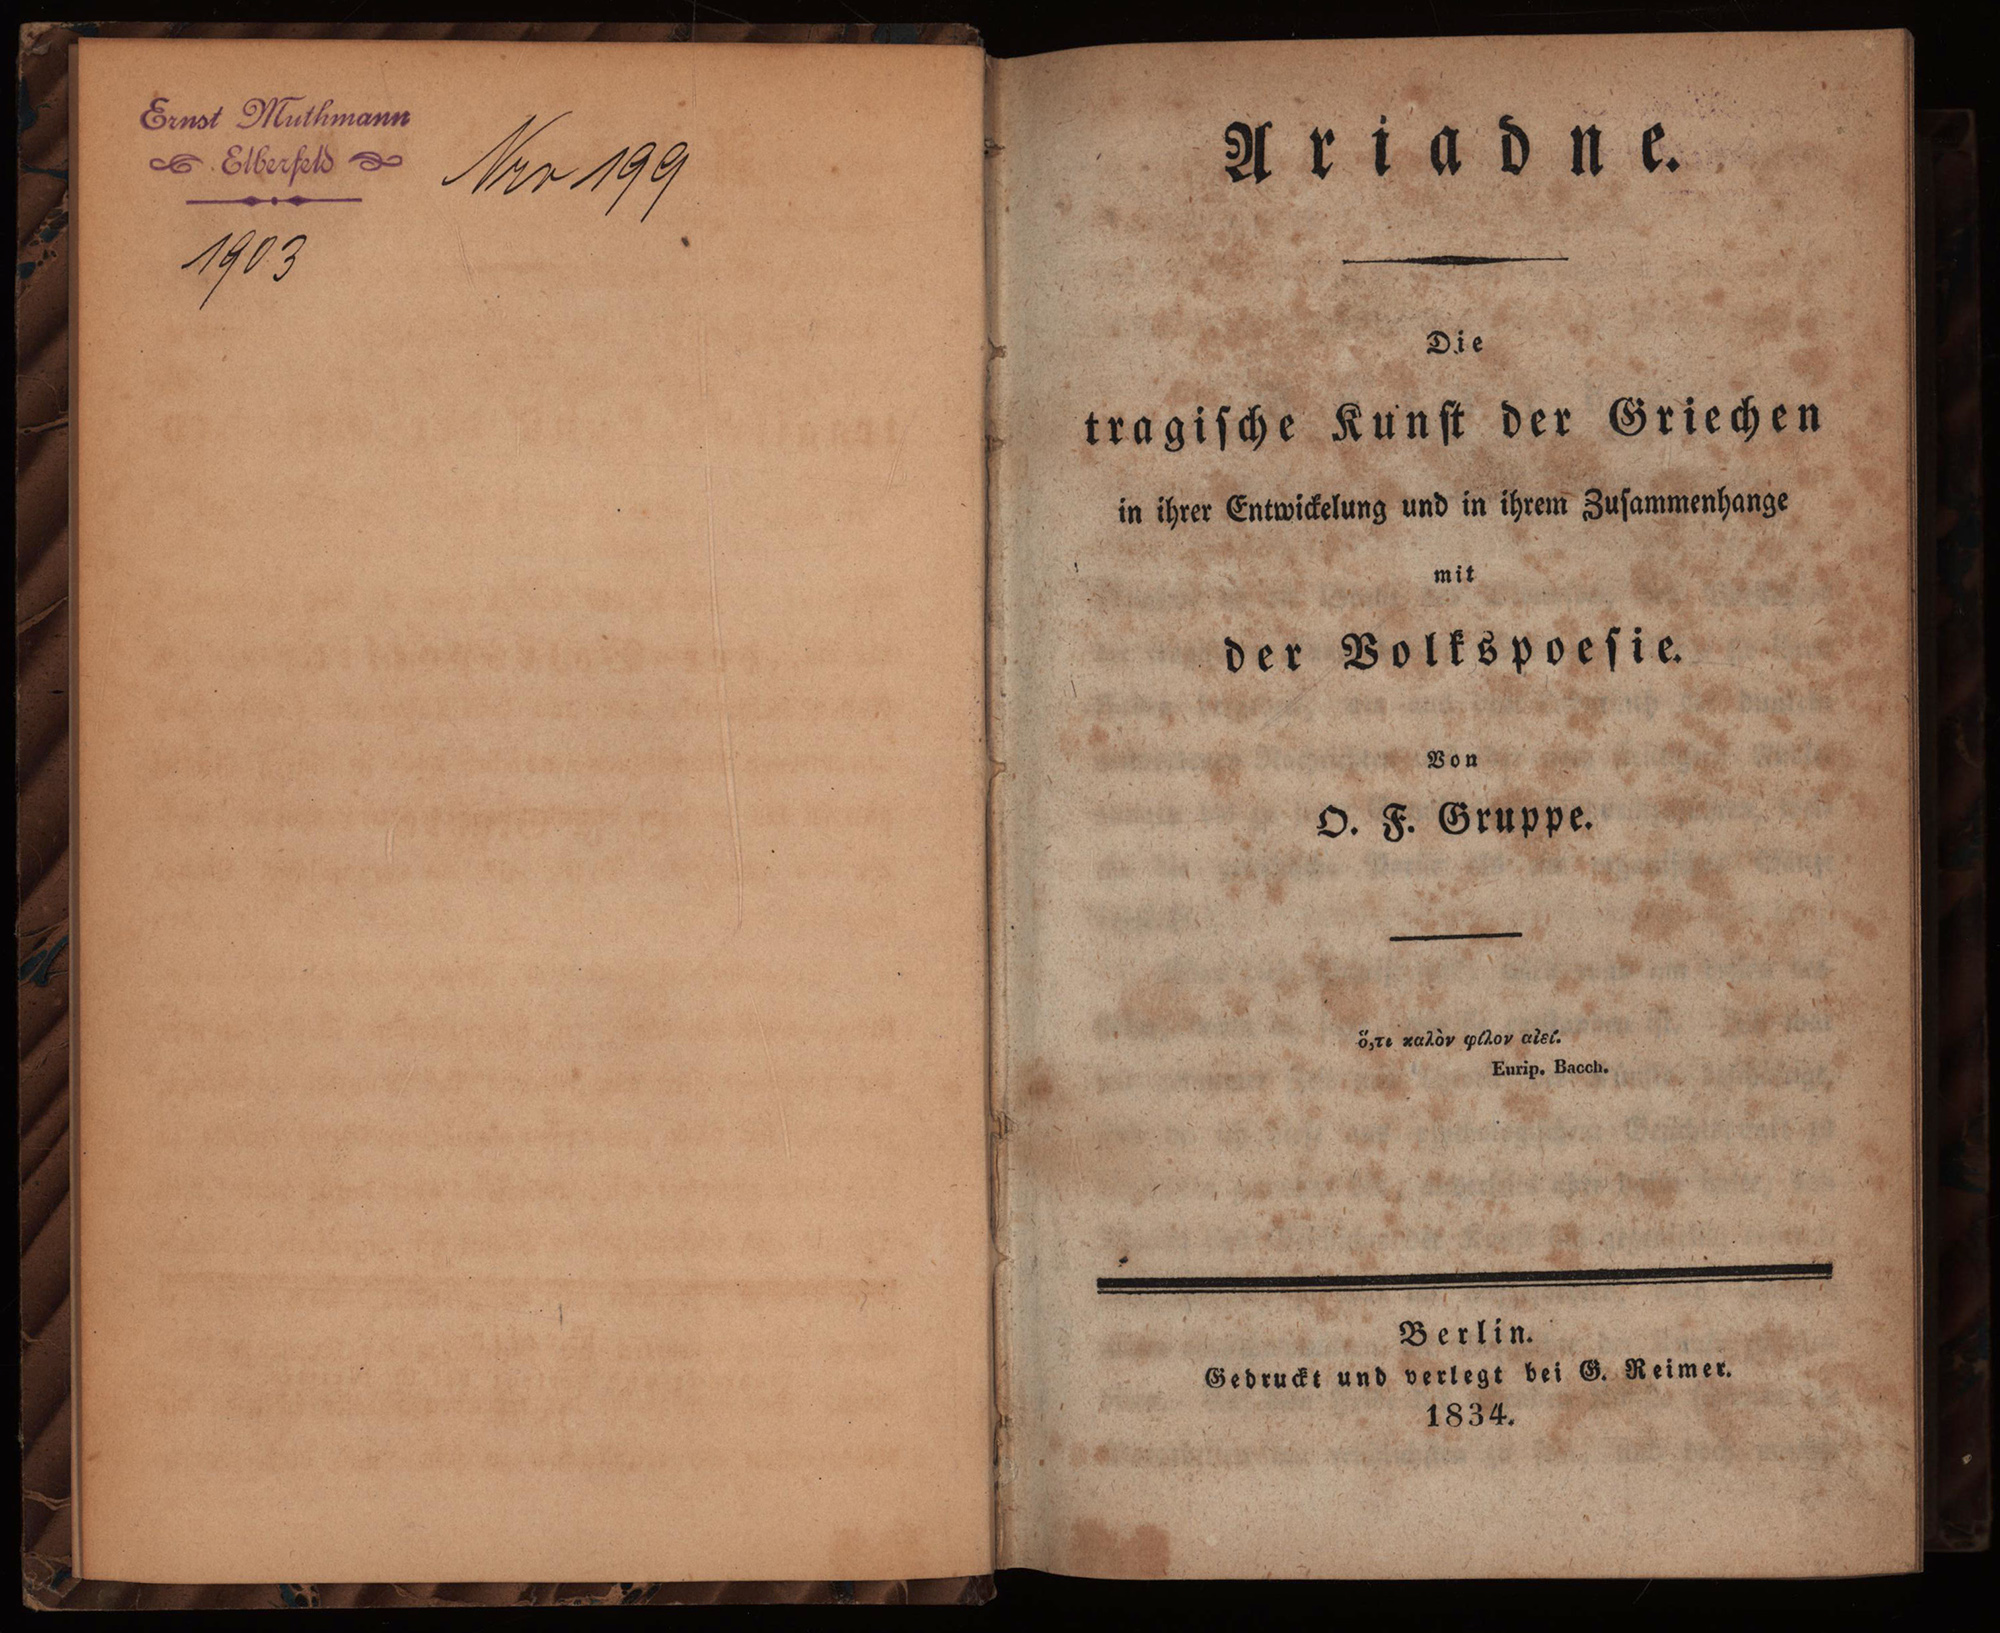 Ernst Muthmann
Elberfeld
Nro 199
1903
Ariadne.
Die
tragiſche Kunſt der Griechen
in ihrer Entwickelung und in ihrem Zuſammenhange
mit
der Volkspoeſie.
Von
O. F. Gruppe.
ὅ,τι καλὸν φίλον αἰεί.
Eurip. Bacch.
Berlin.
Gedruckt und verlegt bei G. Reimer.
1834.